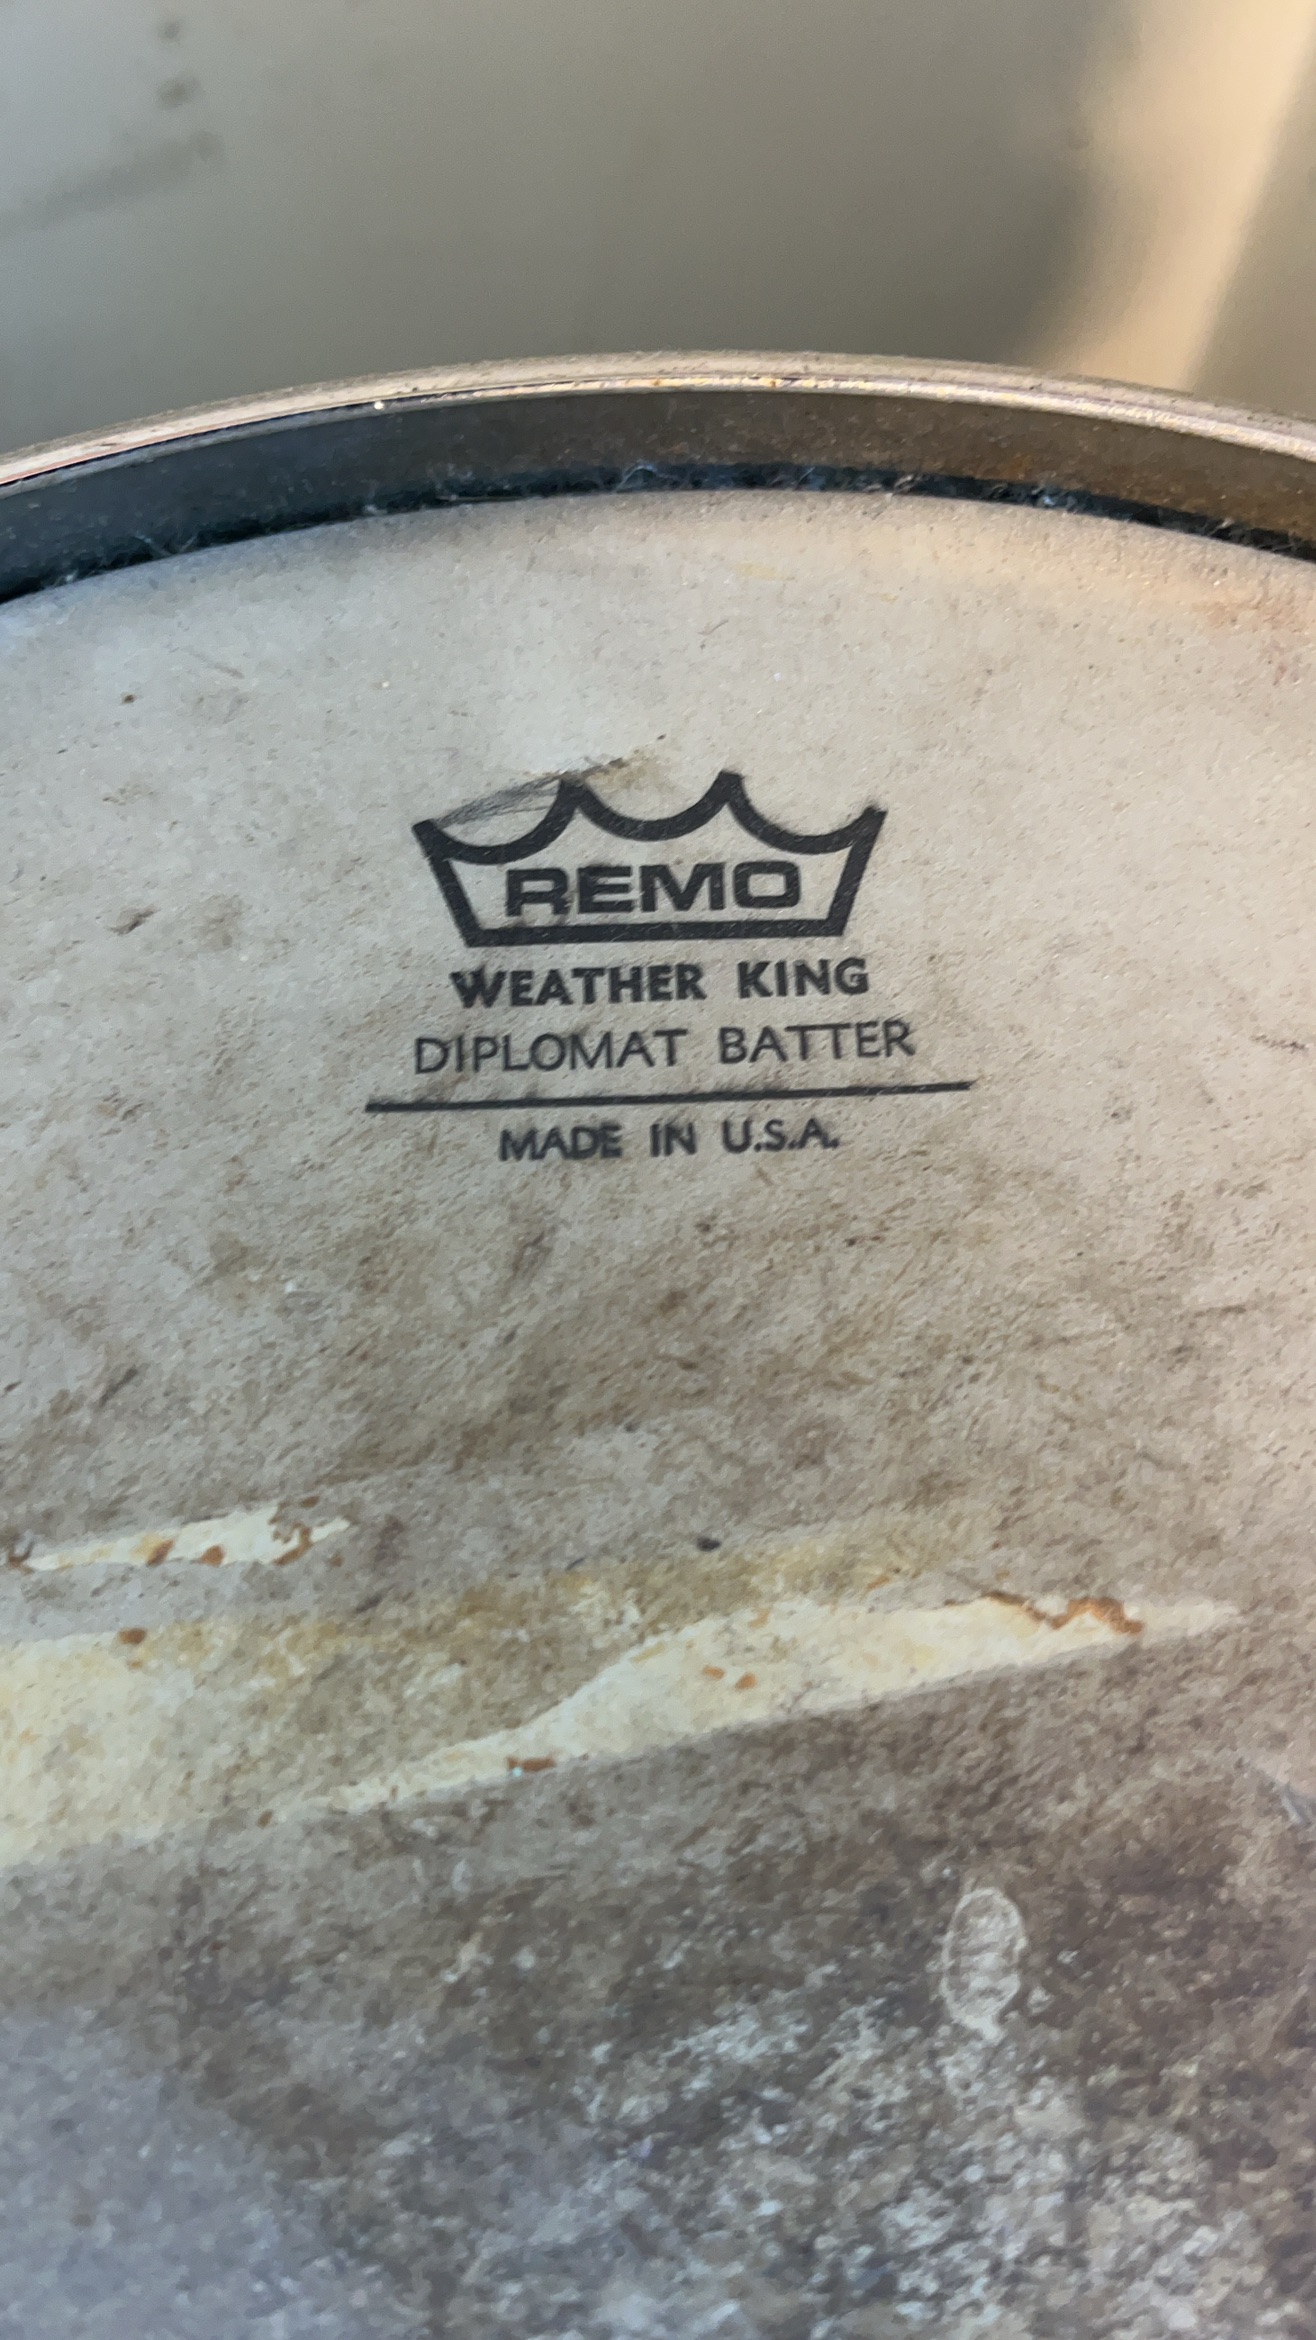 REMO
WEATHER KING
DIPLOMAT BATTER
MADE IN U.S.A.